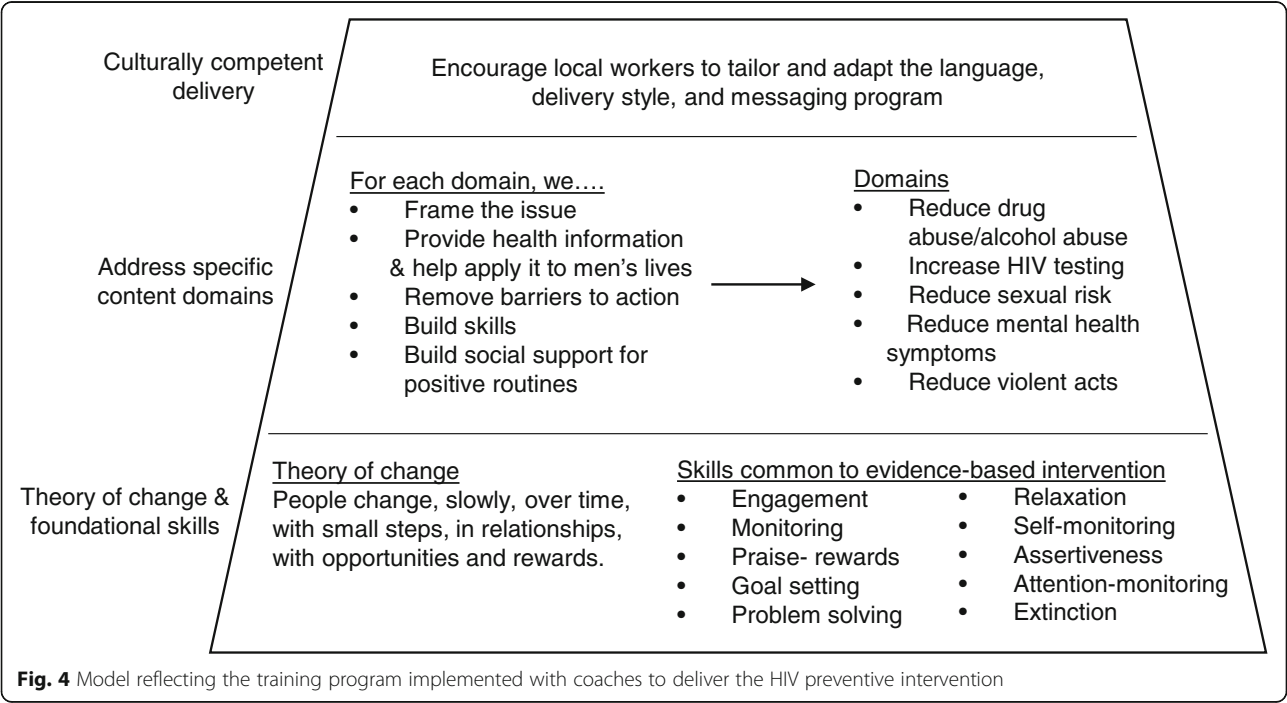 Culturally competent
delivery
Encourage local workers to tailor and adapt the language,
delivery style, and messaging program
Address specific
content domains
For each domain, we....
• Frame the issue
• Provide health information
& help apply it to men's lives
• Remove barriers to action
• Build skills
• Build social support for
positive routines
Domains
• Reduce drug
abuse/alcohol abuse
• Increase HIV testing
• Reduce sexual risk
• Reduce mental health
symptoms
• Reduce violent acts
Theory of change &
foundational skills
Theory of change
People change, slowly, over time,
with small steps, in relationships,
with opportunities and rewards.
Skills common to evidence-based intervention
• Engagement
• Monitoring
• Praise- rewards
• Goal setting
• Problem solving
• Relaxation
• Self-monitoring
• Assertiveness
• Attention-monitoring
• Extinction
Fig. 4 Model reflecting the training program implemented with coaches to deliver the HIV preventive intervention